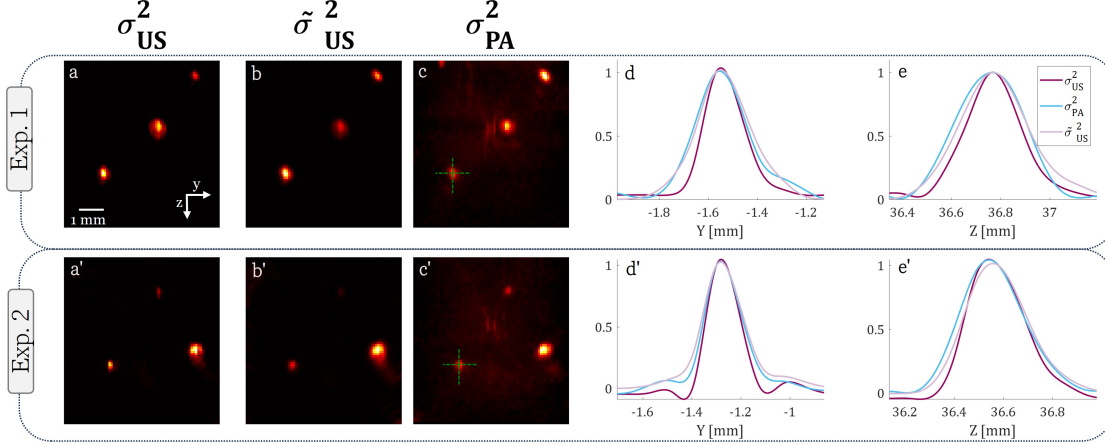 σ²US σ̃ ²US σ²PA
Exp. 1
a b c d e
y
z
1 mm
1
0.5
0
-1.8 -1.6 -1.4 -1.2
Y [mm]
1
0.5
0
36.4 36.6 36.8 37
Z [mm]
σ²US
σ²PA
σ̃ ²US
Exp. 2
a' b' c' d' e'
1
0.5
0
-1.6 -1.4 -1.2 -1
Y [mm]
1
0.5
0
36.2 36.4 36.6 36.8
Z [mm]